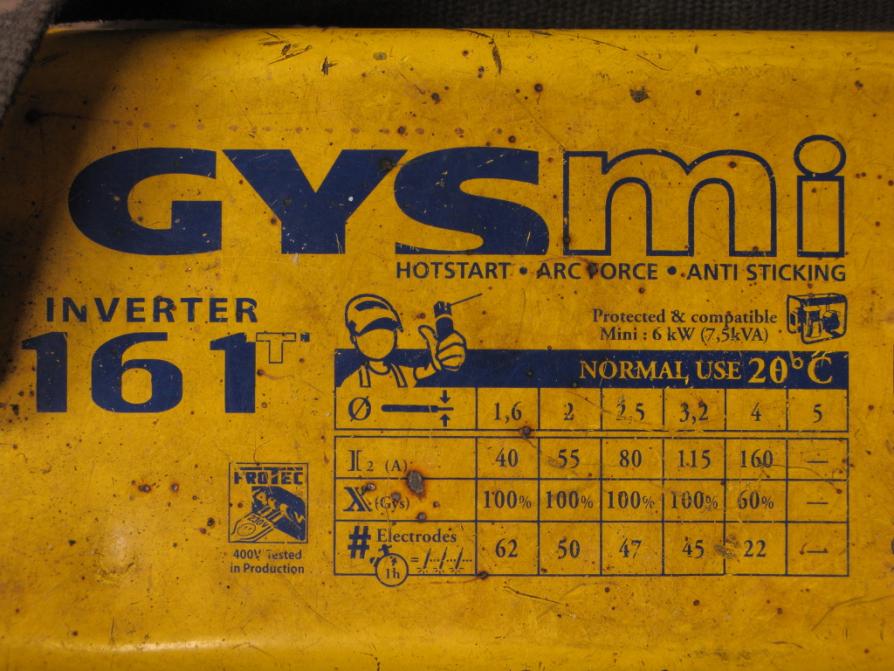 GYSmi
HOTSTART • ARC FORCE • ANTI STICKING
INVERTER
161 T
Protected & compatible
Mini : 6 kW (7,5kVA)
NORMAL USE 20°C
Ø 1,6 2 2,5 3,2 4 5
I2 (A) 40 55 80 115 160 —
X (Gys) 100% 100% 100% 100% 60% —
# Electrodes 62 50 47 45 22 —
1h = /.../.../...
PROTEC
400V Tested
in Production